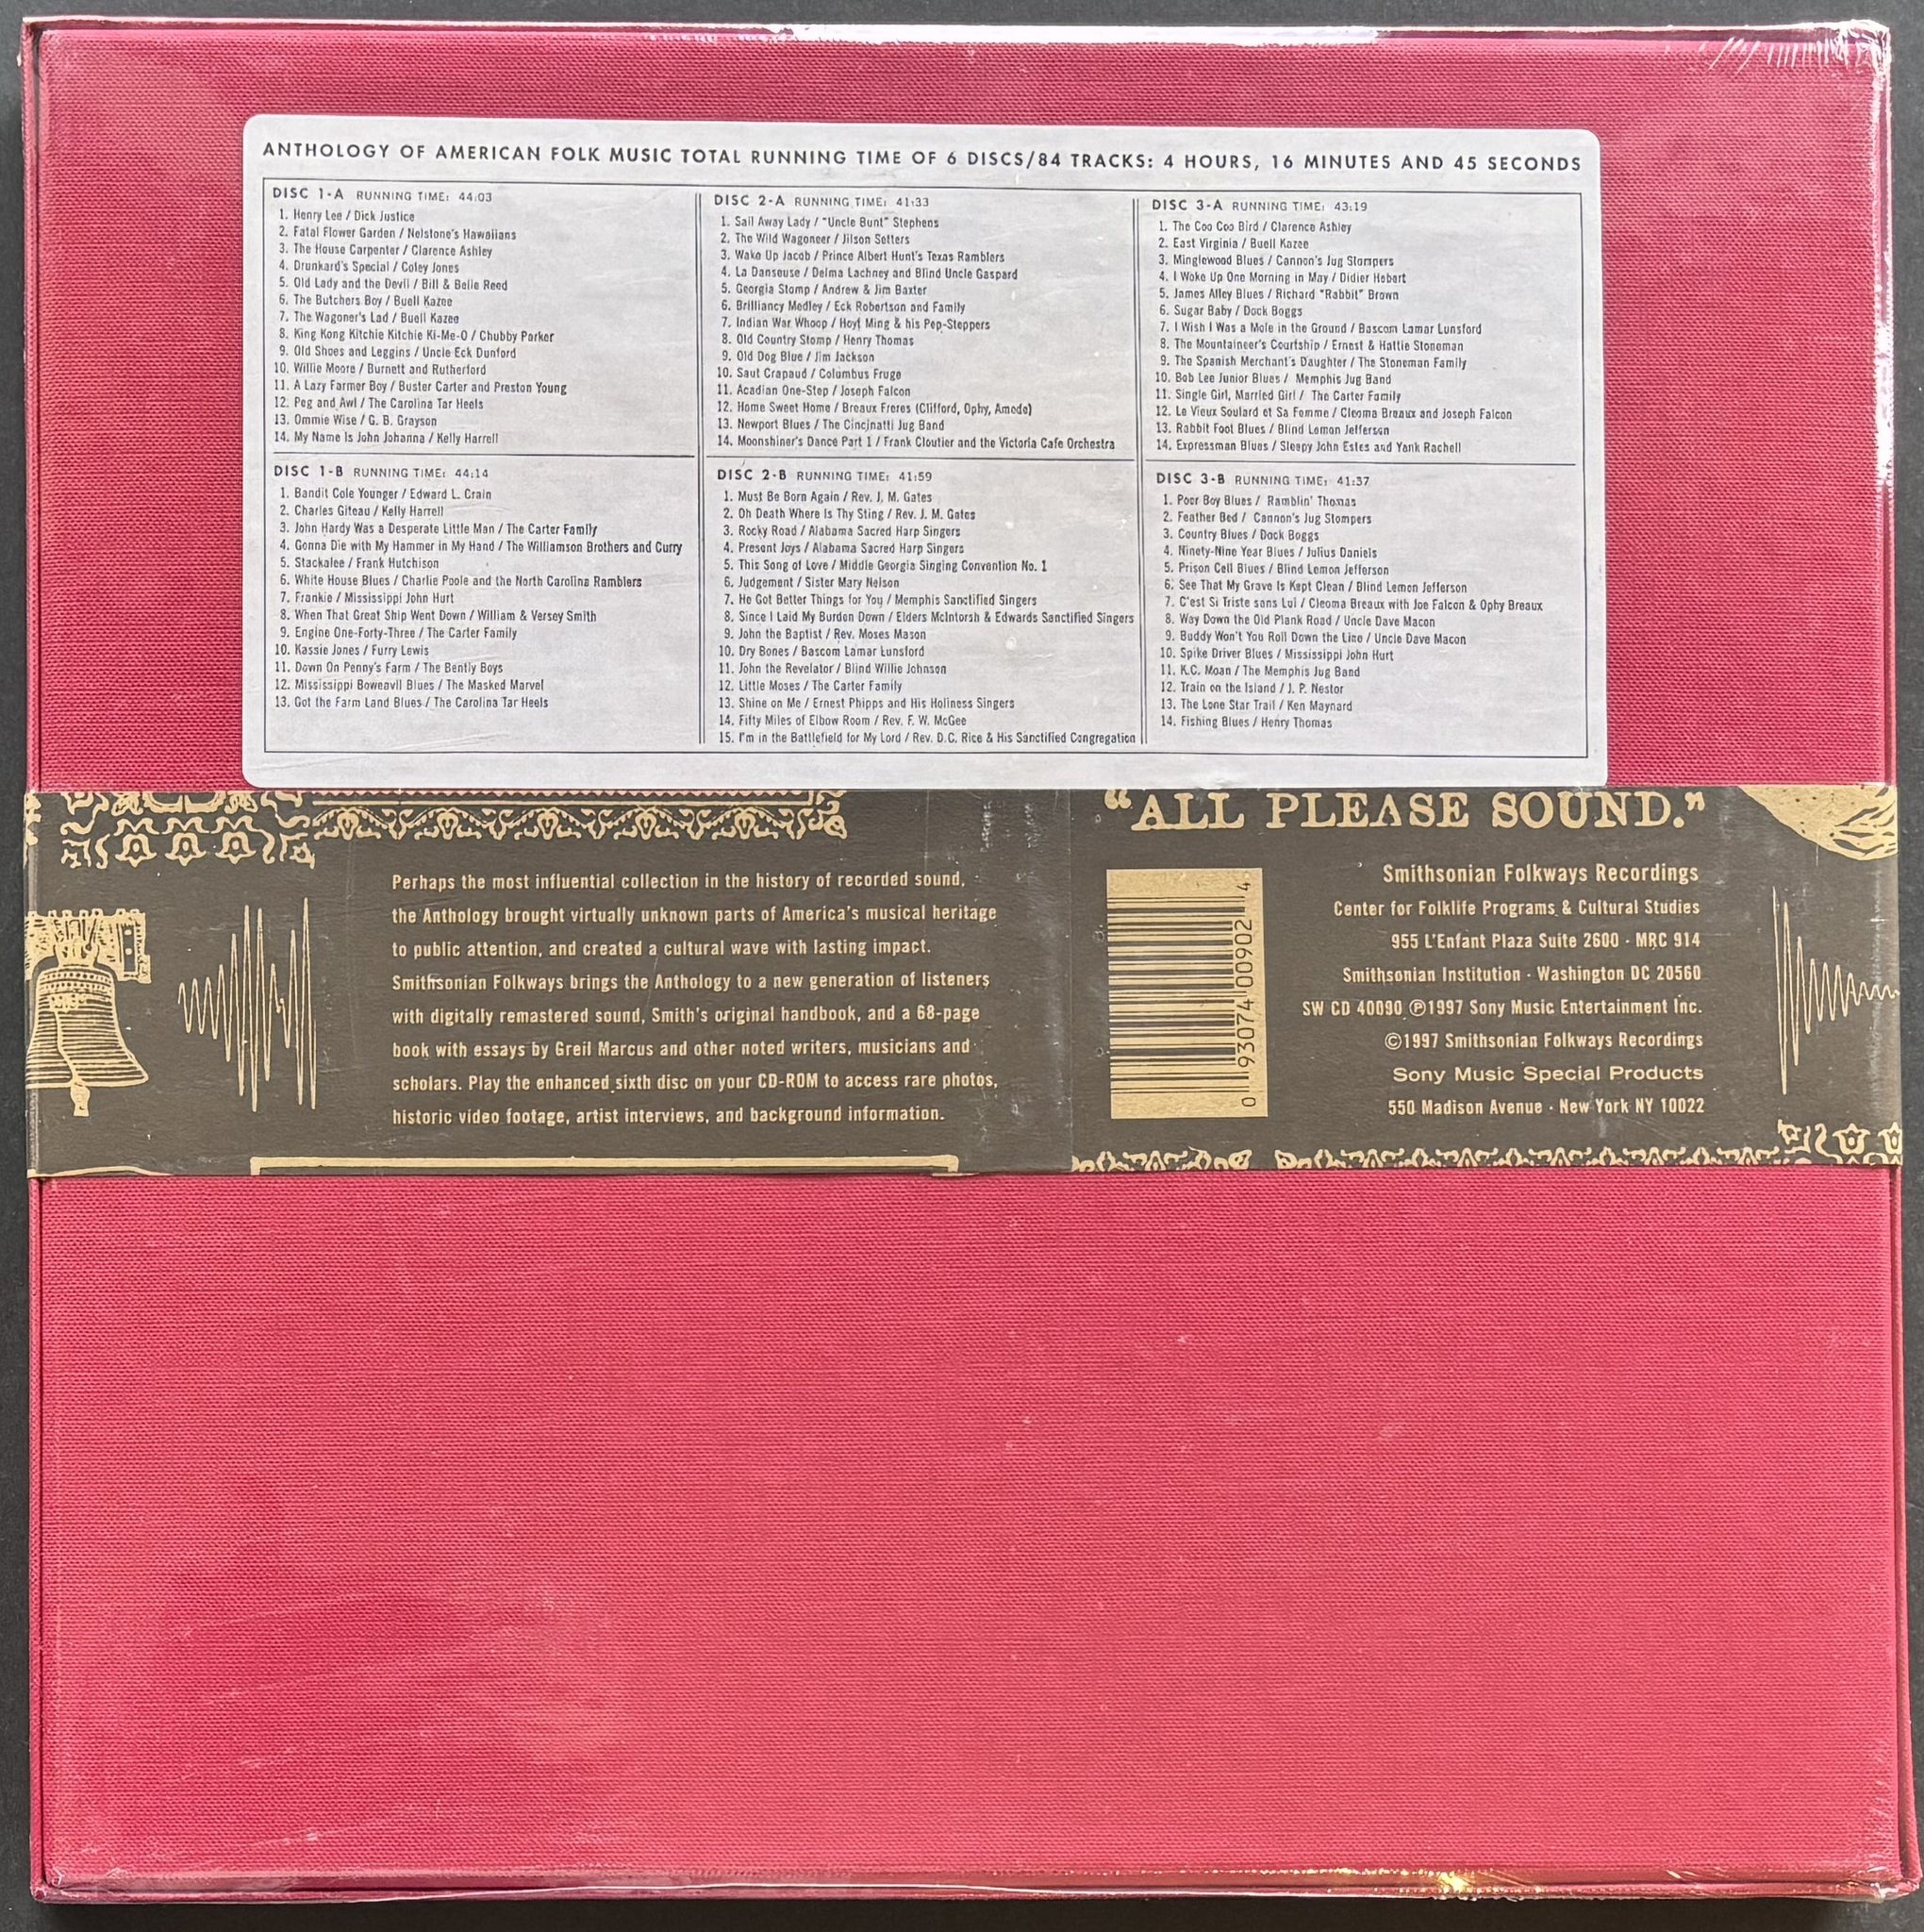 ANTHOLOGY OF AMERICAN FOLK MUSIC TOTAL RUNNING TIME OF 6 DISCS/84 TRACKS: 4 HOURS, 16 MINUTES AND 45 SECONDS
DISC 1-A RUNNING TIME: 44:03
1. Henry Lee / Dick Justice
2. Fatal Flower Garden / Nelstone's Hawaiians
3. The House Carpenter / Clarence Ashley
4. Drunkard's Special / Coley Jones
5. Old Lady and the Devil / Bill & Belle Reed
6. The Butchers Boy / Buell Kazee
7. The Wagoner's Lad / Buell Kazee
8. King Kong Kitchie Kitchie Ki-Me-O / Chubby Parker
9. Old Shoes and Leggins / Uncle Eck Dunford
10. Willie Moore / Burnett and Rutherford
11. A Lazy Farmer Boy / Buster Carter and Preston Young
12. Peg and Awl / The Carolina Tar Heels
13. Ommie Wise / G. B. Grayson
14. My Name Is John Johanna / Kelly Harrell
DISC 1-B RUNNING TIME: 44:14
1. Bandit Cole Younger / Edward L. Crain
2. Charles Giteau / Kelly Harrell
3. John Hardy Was a Desperate Little Man / The Carter Family
4. Gonna Die with My Hammer in My Hand / The Williamson Brothers and Curry
5. Stackalee / Frank Hutchison
6. White House Blues / Charlie Poole and the North Carolina Ramblers
7. Frankie / Mississippi John Hurt
8. When That Great Ship Went Down / William & Versey Smith
9. Engine One-Forty-Three / The Carter Family
10. Kassie Jones / Furry Lewis
11. Down On Penny's Farm / The Bently Boys
12. Mississippi Boweavil Blues / The Masked Marvel
13. Got the Farm Land Blues / The Carolina Tar Heels
DISC 2-A RUNNING TIME: 41:33
1. Sail Away Lady / "Uncle Bunt" Stephens
2. The Wild Wagoneer / Jilson Setters
3. Wake Up Jacob / Prince Albert Hunt's Texas Ramblers
4. La Danseuse / Delma Lachney and Blind Uncle Gaspard
5. Georgia Stomp / Andrew & Jim Baxter
6. Brilliancy Medley / Eck Robertson and Family
7. Indian War Whoop / Hoyt Ming & his Pep-Steppers
8. Old Country Stomp / Henry Thomas
9. Old Dog Blue / Jim Jackson
10. Saut Crapaud / Columbus Fruge
11. Acadian One-Step / Joseph Falcon
12. Home Sweet Home / Breaux Freres (Clifford, Ophy, Amede)
13. Newport Blues / The Cincinatti Jug Band
14. Moonshiner's Dance Part 1 / Frank Cloutier and the Victoria Cafe Orchestra
DISC 2-B RUNNING TIME: 41:59
1. Must Be Born Again / Rev. J. M. Gates
2. Oh Death Where Is Thy Sting / Rev. J. M. Gates
3. Rocky Road / Alabama Sacred Harp Singers
4. Present Joys / Alabama Sacred Harp Singers
5. This Song of Love / Middle Georgia Singing Convention No. 1
6. Judgement / Sister Mary Nelson
7. He Got Better Things for You / Memphis Sanctified Singers
8. Since I Laid My Burden Down / Elders McIntorsh & Edwards Sanctified Singers
9. John the Baptist / Rev. Moses Mason
10. Dry Bones / Bascom Lamar Lunsford
11. John the Revelator / Blind Willie Johnson
12. Little Moses / The Carter Family
13. Shine on Me / Ernest Phipps and His Holiness Singers
14. Fifty Miles of Elbow Room / Rev. F. W. McGee
15. I'm in the Battlefield for My Lord / Rev. D.C. Rice & His Sanctified Congregation
DISC 3-A RUNNING TIME: 43:19
1. The Coo Coo Bird / Clarence Ashley
2. East Virginia / Buell Kazee
3. Minglewood Blues / Cannon's Jug Stompers
4. I Woke Up One Morning in May / Didier Hebert
5. James Alley Blues / Richard "Rabbit" Brown
6. Sugar Baby / Dock Boggs
7. I Wish I Was a Mole in the Ground / Bascom Lamar Lunsford
8. The Mountaineer's Courtship / Ernest & Hattie Stoneman
9. The Spanish Merchant's Daughter / The Stoneman Family
10. Bob Lee Junior Blues / Memphis Jug Band
11. Single Girl, Married Girl / The Carter Family
12. Le Vieux Soulard et Sa Femme / Cleoma Breaux and Joseph Falcon
13. Rabbit Foot Blues / Blind Lemon Jefferson
14. Expressman Blues / Sleepy John Estes and Yank Rachell
DISC 3-B RUNNING TIME: 41:37
1. Poor Boy Blues / Ramblin' Thomas
2. Feather Bed / Cannon's Jug Stompers
3. Country Blues / Dock Boggs
4. Ninety-Nine Year Blues / Julius Daniels
5. Prison Cell Blues / Blind Lemon Jefferson
6. See That My Grave Is Kept Clean / Blind Lemon Jefferson
7. C'est Si Triste sans Lui / Cleoma Breaux with Joe Falcon & Ophy Breaux
8. Way Down the Old Plank Road / Uncle Dave Macon
9. Buddy Won't You Roll Down the Line / Uncle Dave Macon
10. Spike Driver Blues / Mississippi John Hurt
11. K.C. Moan / The Memphis Jug Band
12. Train on the Island / J. P. Nestor
13. The Lone Star Trail / Ken Maynard
14. Fishing Blues / Henry Thomas
Perhaps the most influential collection in the history of recorded sound,
the Anthology brought virtually unknown parts of America's musical heritage
to public attention, and created a cultural wave with lasting impact.
Smithsonian Folkways brings the Anthology to a new generation of listeners
with digitally remastered sound, Smith's original handbook, and a 68-page
book with essays by Greil Marcus and other noted writers, musicians and
scholars. Play the enhanced sixth disc on your CD-ROM to access rare photos,
historic video footage, artist interviews, and background information.
"ALL PLEASE SOUND."
0 93074 00902 4
Smithsonian Folkways Recordings
Center for Folklife Programs & Cultural Studies
955 L'Enfant Plaza Suite 2600 · MRC 914
Smithsonian Institution · Washington DC 20560
SW CD 40090 ℗1997 Sony Music Entertainment Inc.
©1997 Smithsonian Folkways Recordings
Sony Music Special Products
550 Madison Avenue · New York NY 10022